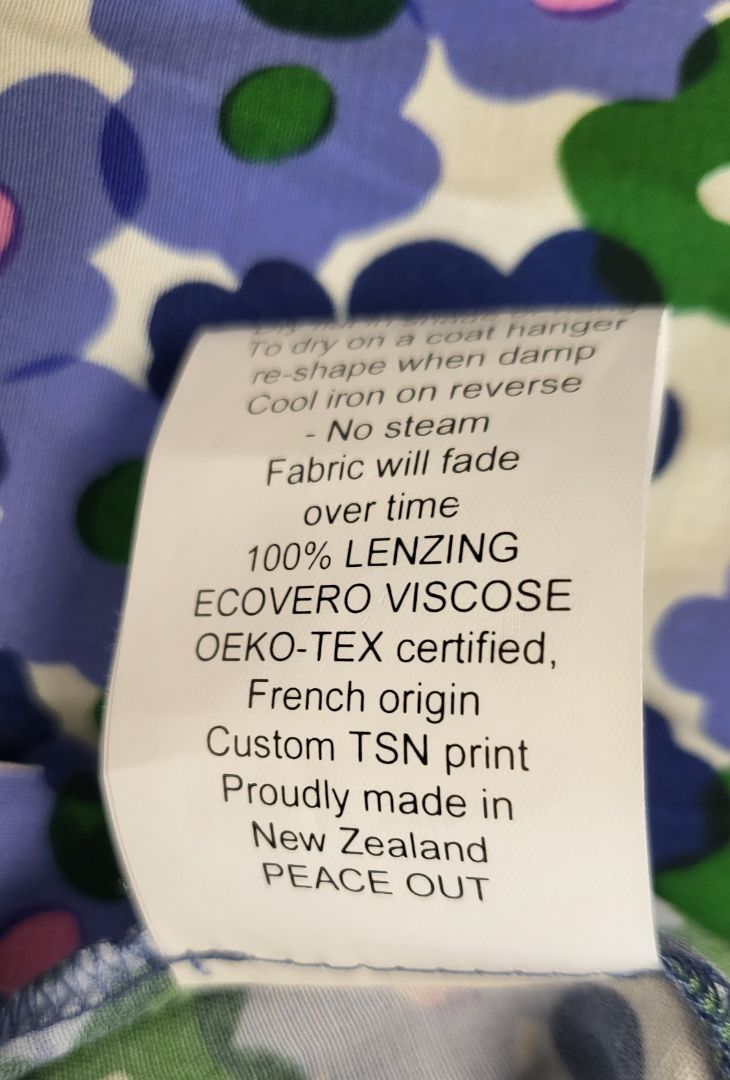 To dry on a coat hanger
re-shape when damp
Cool iron on reverse
- No steam
Fabric will fade
over time
100% LENZING
ECOVERO VISCOSE
OEKO-TEX certified,
French origin
Custom TSN print
Proudly made in
New Zealand
PEACE OUT